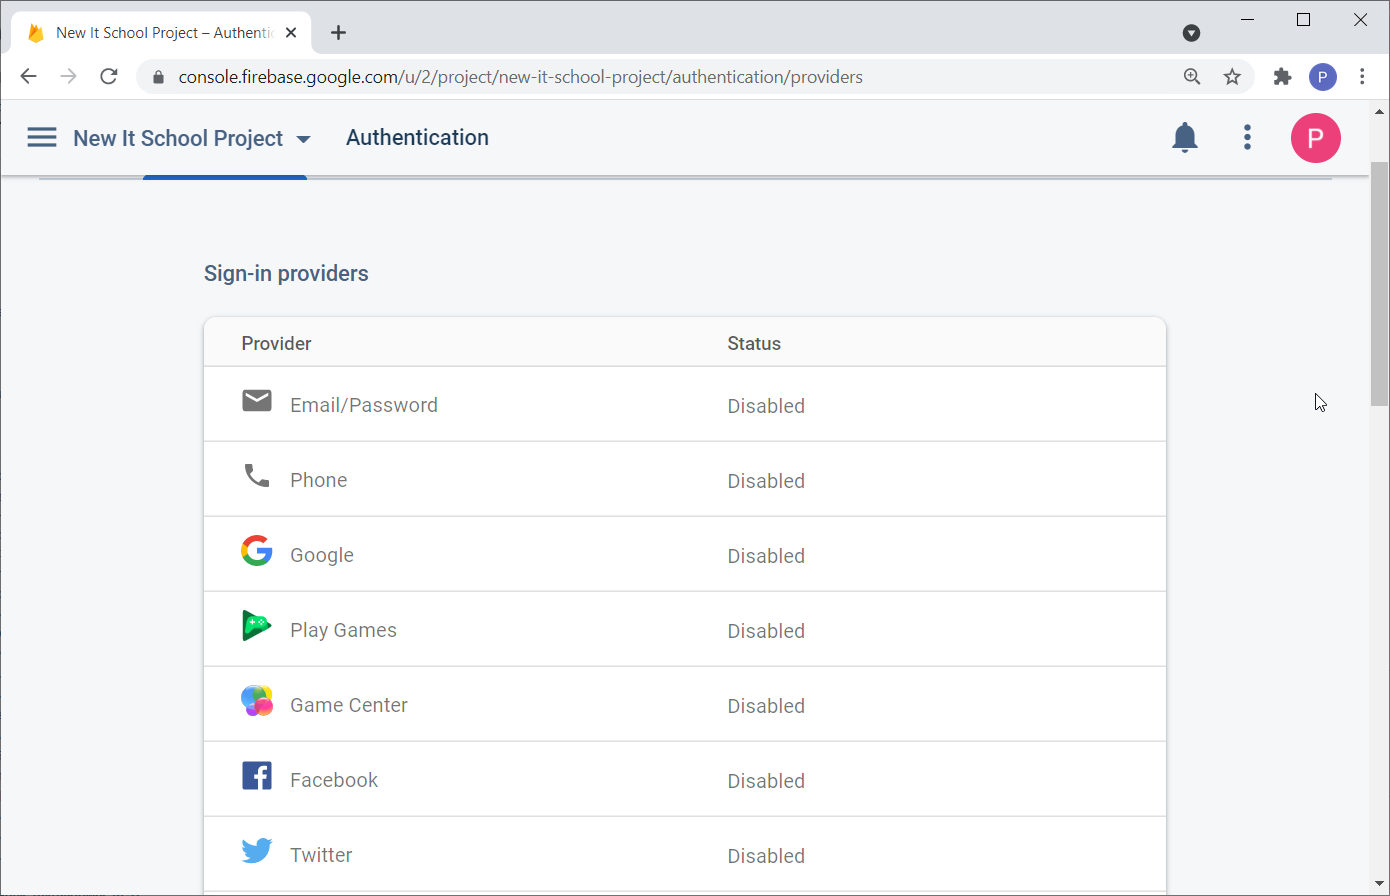 New It School Project – Authentic
console.firebase.google.com/u/2/project/new-it-school-project/authentication/providers
P
New It School Project
Authentication
P
Sign-in providers
Provider Status
Email/Password Disabled
Phone Disabled
Google Disabled
Play Games Disabled
Game Center Disabled
Facebook Disabled
Twitter Disabled